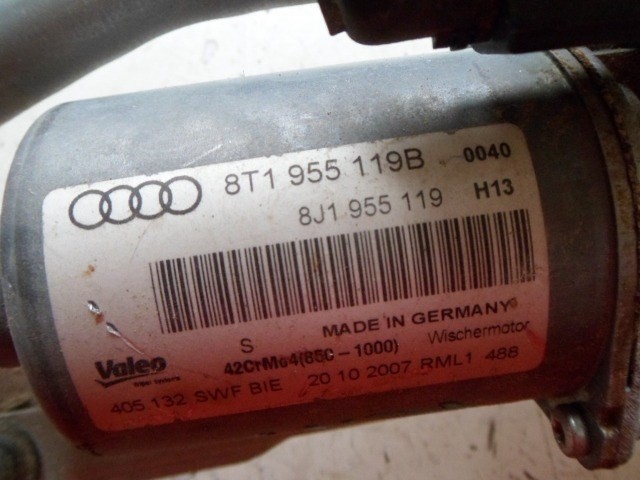 8T1 955 119B 0040
8J1 955 119 H13
S MADE IN GERMANY
Valeo 42CrMo4(850-1000) Wischermotor
405 132 SWF BIE 20 10 2007 RML1 488